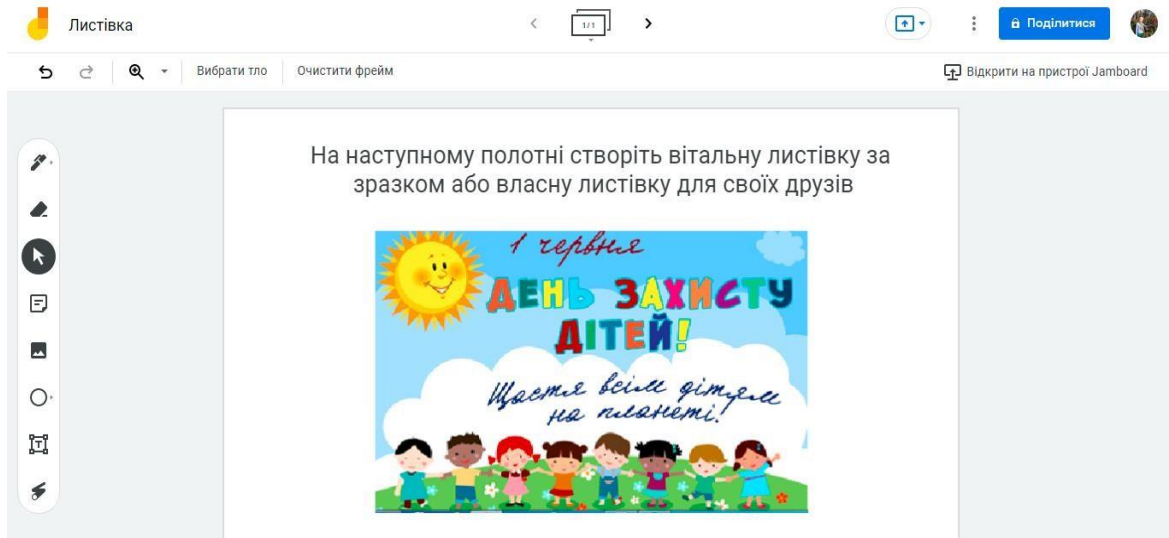 Листівка
1/1
Поділитися
Вибрати тло
Очистити фрейм
Відкрити на пристрої Jamboard
На наступному полотні створіть вітальну листівку за
зразком або власну листівку для своїх друзів
1 червня
ДЕНЬ ЗАХИСТУ
ДІТЕЙ!
Щастя всім дітям
на планеті!